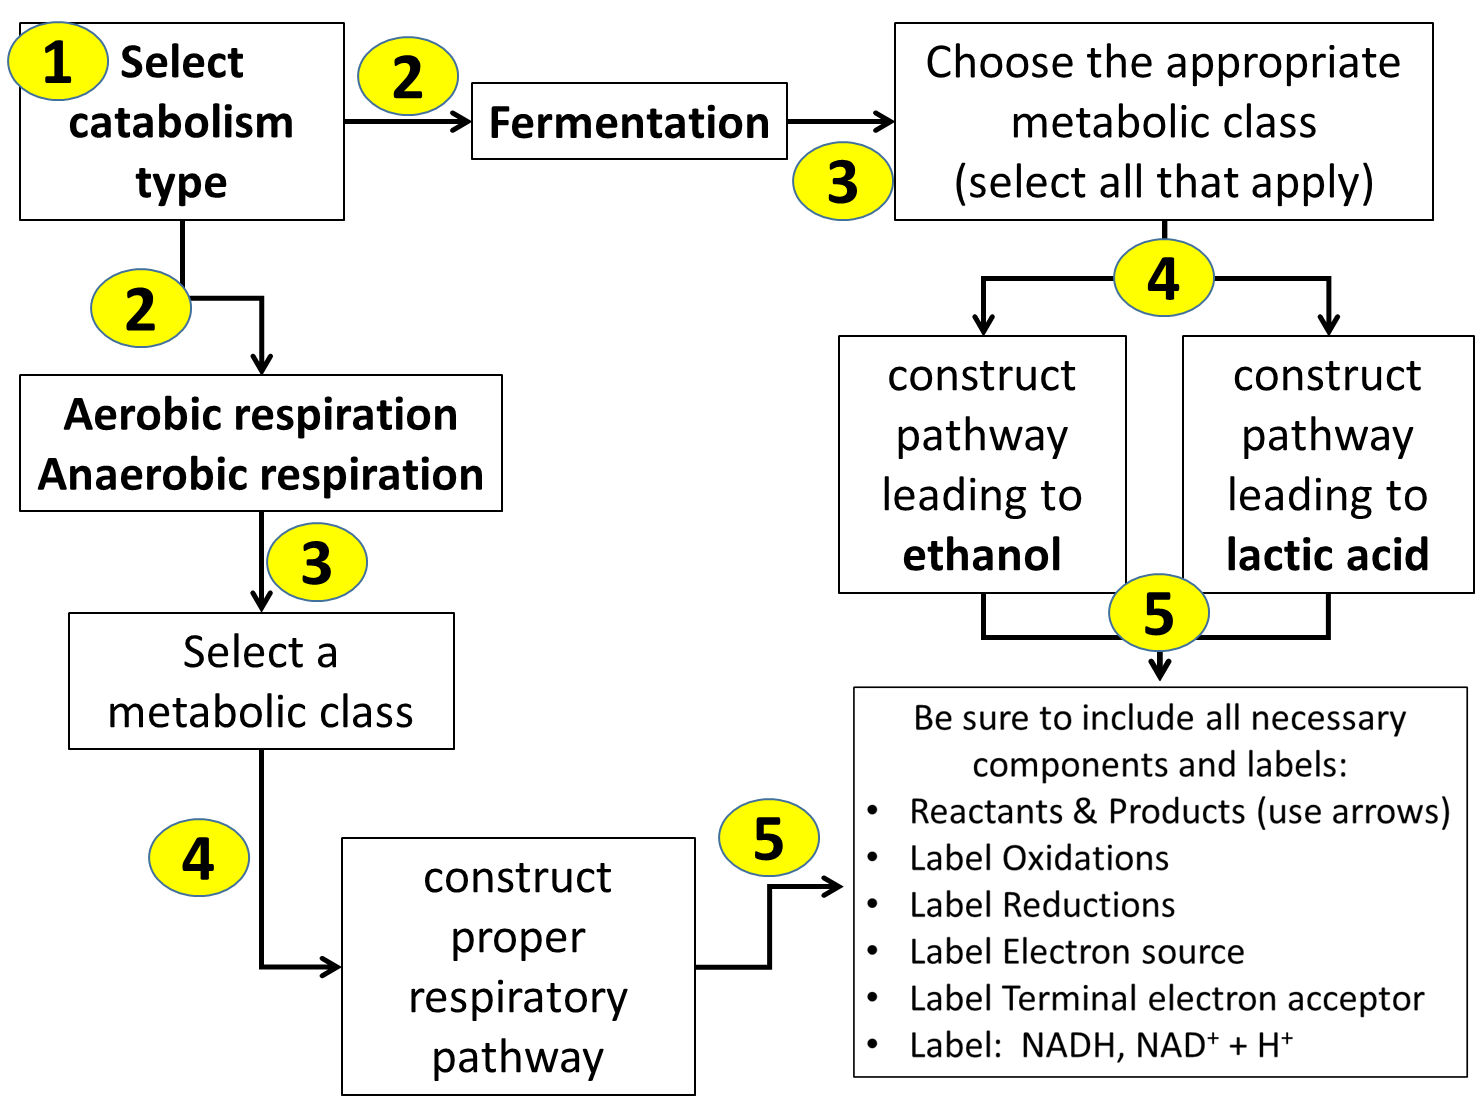 1
Select
catabolism
type
2
Fermentation
3
Choose the appropriate
metabolic class
(select all that apply)
4
construct
pathway
leading to
ethanol
construct
pathway
leading to
lactic acid
5
2
Aerobic respiration
Anaerobic respiration
3
Select a
metabolic class
4
construct
proper
respiratory
pathway
5
Be sure to include all necessary
components and labels:
• Reactants & Products (use arrows)
• Label Oxidations
• Label Reductions
• Label Electron source
• Label Terminal electron acceptor
• Label: NADH, NAD⁺ + H⁺